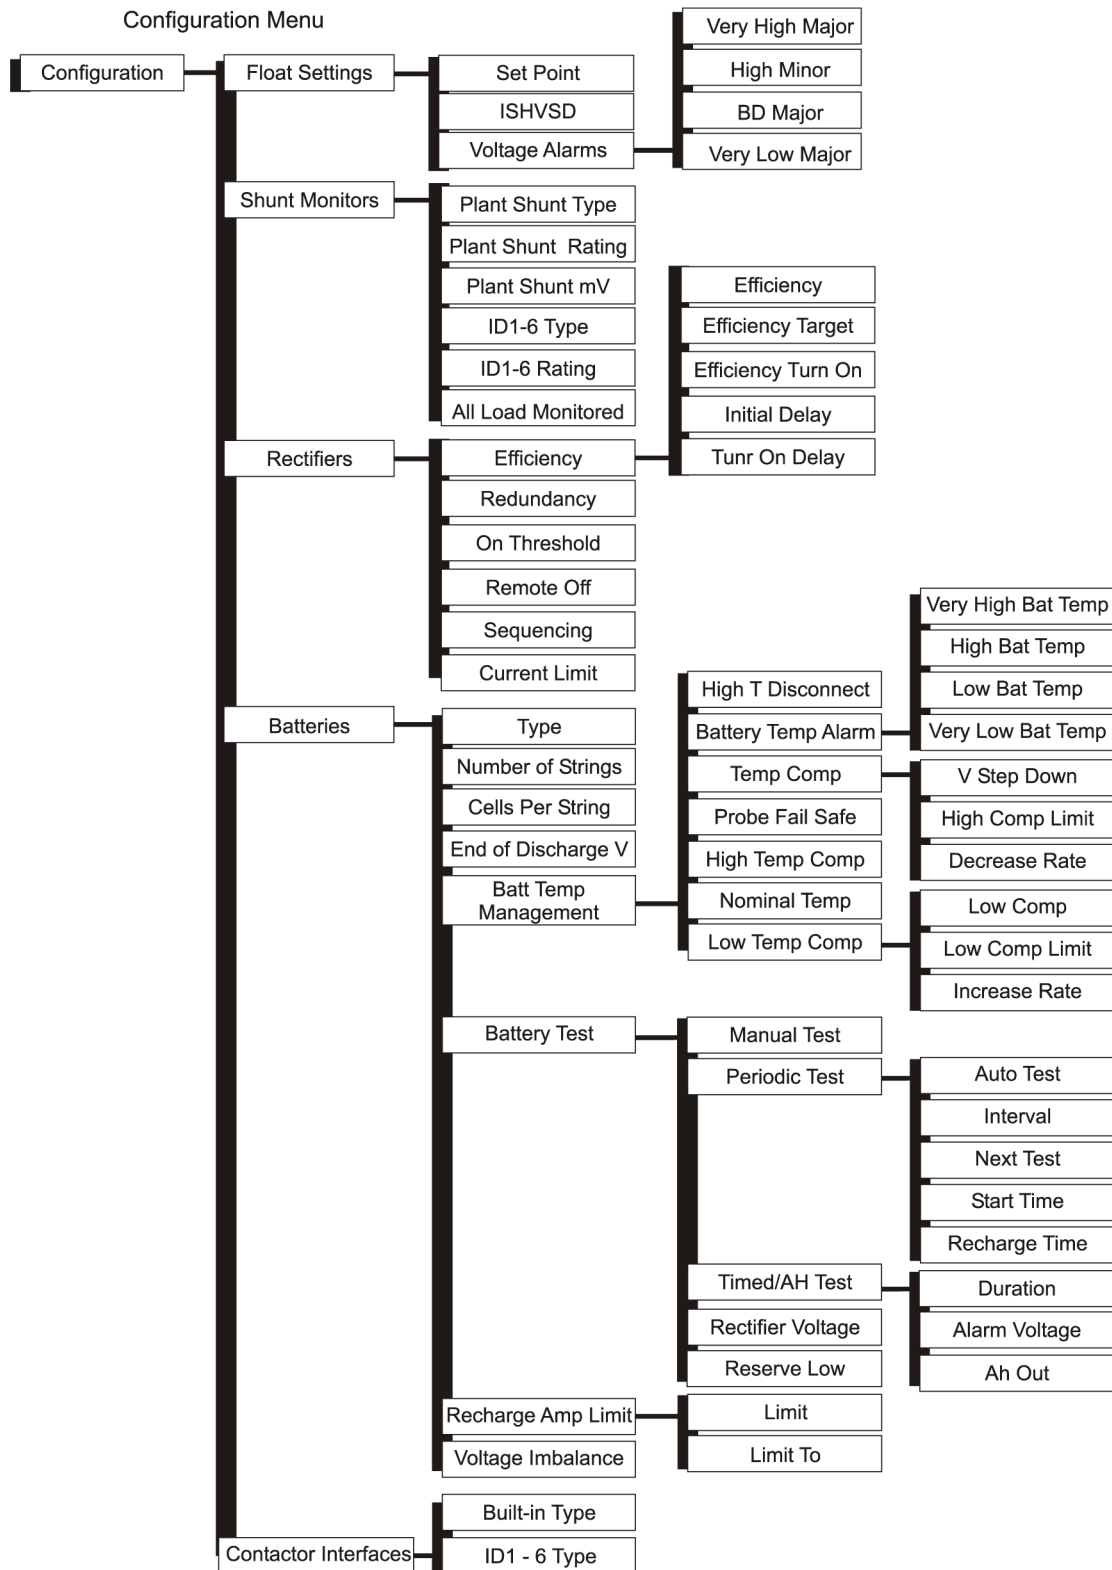 Configuration Menu
Configuration
Float Settings
Set Point
ISHVSD
Voltage Alarms
Very High Major
High Minor
BD Major
Very Low Major
Shunt Monitors
Plant Shunt Type
Plant Shunt Rating
Plant Shunt mV
ID1-6 Type
ID1-6 Rating
All Load Monitored
Rectifiers
Efficiency
Efficiency
Efficiency Target
Efficiency Turn On
Initial Delay
Tunr On Delay
Redundancy
On Threshold
Remote Off
Sequencing
Current Limit
Batteries
Type
Number of Strings
Cells Per String
End of Discharge V
Batt Temp
Management
High T Disconnect
Battery Temp Alarm
Very High Bat Temp
High Bat Temp
Low Bat Temp
Very Low Bat Temp
Temp Comp
V Step Down
High Comp Limit
Decrease Rate
Probe Fail Safe
High Temp Comp
Nominal Temp
Low Temp Comp
Low Comp
Low Comp Limit
Increase Rate
Battery Test
Manual Test
Periodic Test
Auto Test
Interval
Next Test
Start Time
Recharge Time
Timed/AH Test
Duration
Alarm Voltage
Ah Out
Rectifier Voltage
Reserve Low
Recharge Amp Limit
Limit
Limit To
Voltage Imbalance
Contactor Interfaces
Built-in Type
ID1 - 6 Type